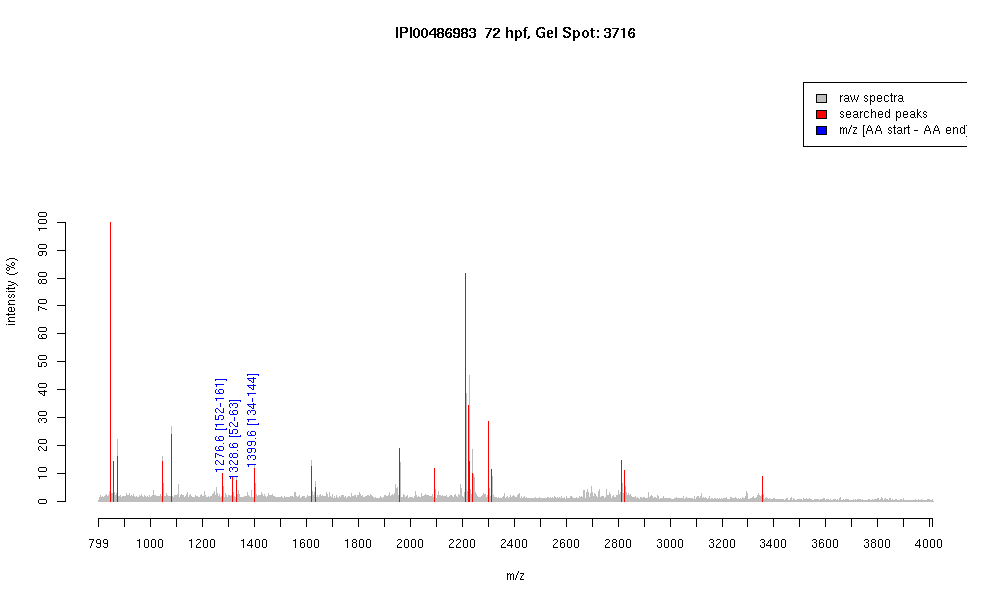 IPI00486983 72 hpf, Gel Spot: 3716
raw spectra
searched peaks
m/z [AA start - AA end]
intensity (%)
100
90
80
70
60
50
40
30
20
10
0
1276.6 [152-161]
1328.6 [52-63]
1399.6 [134-144]
799 1000 1200 1400 1600 1800 2000 2200 2400 2600 2800 3000 3200 3400 3600 3800 4000
m/z